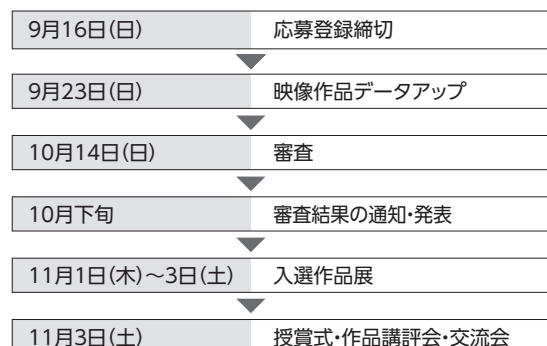 9月16日(日) 応募登録締切
9月23日(日) 映像作品データアップ
10月14日(日) 審査
10月下旬 審査結果の通知・発表
11月1日(木)～3日(土) 入選作品展
11月3日(土) 授賞式・作品講評会・交流会